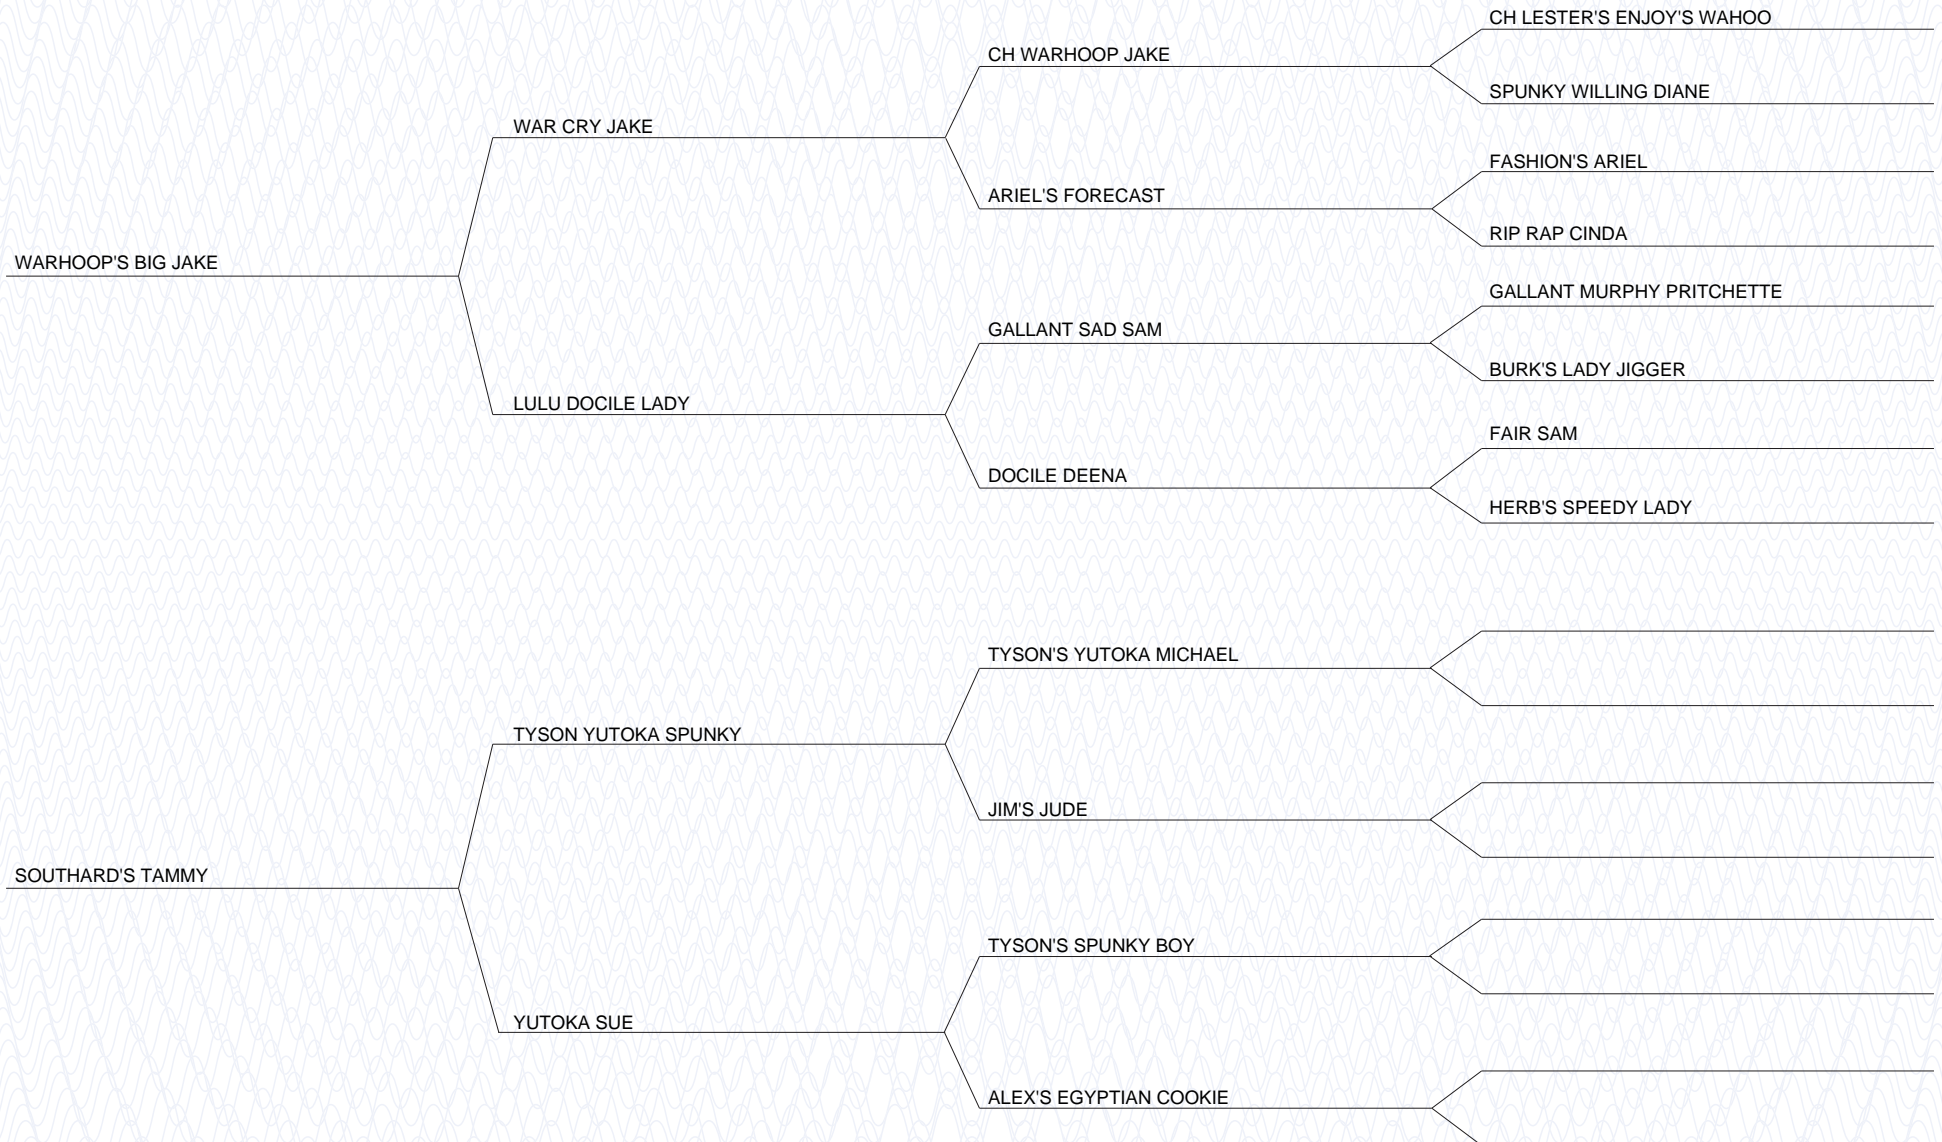 CH LESTER'S ENJOY'S WAHOO
CH WARHOOP JAKE
SPUNKY WILLING DIANE
WAR CRY JAKE
FASHION'S ARIEL
ARIEL'S FORECAST
RIP RAP CINDA
WARHOOP'S BIG JAKE
GALLANT MURPHY PRITCHETTE
GALLANT SAD SAM
BURK'S LADY JIGGER
LULU DOCILE LADY
FAIR SAM
DOCILE DEENA
HERB'S SPEEDY LADY
TYSON'S YUTOKA MICHAEL
TYSON YUTOKA SPUNKY
JIM'S JUDE
SOUTHARD'S TAMMY
TYSON'S SPUNKY BOY
YUTOKA SUE
ALEX'S EGYPTIAN COOKIE